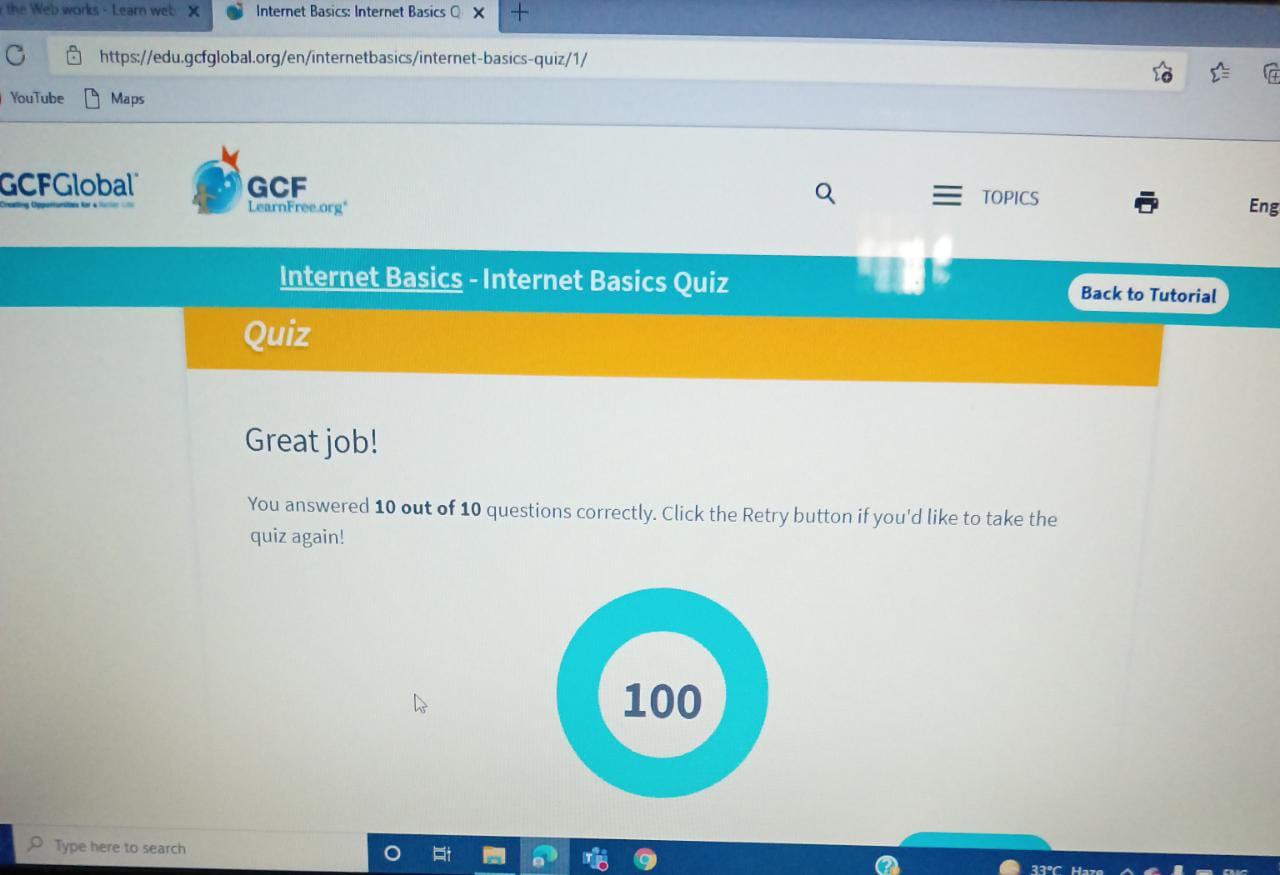 the Web works - Learn web
Internet Basics: Internet Basics Q
https://edu.gcfglobal.org/en/internetbasics/internet-basics-quiz/1/
YouTube
Maps
GCFGlobal
Creating Opportunities for a Better Life
GCF
LearnFree.org®
TOPICS
Eng
Internet Basics - Internet Basics Quiz
Back to Tutorial
Quiz
Great job!
You answered 10 out of 10 questions correctly. Click the Retry button if you'd like to take the
quiz again!
100
Type here to search
33°C Haze
ENG